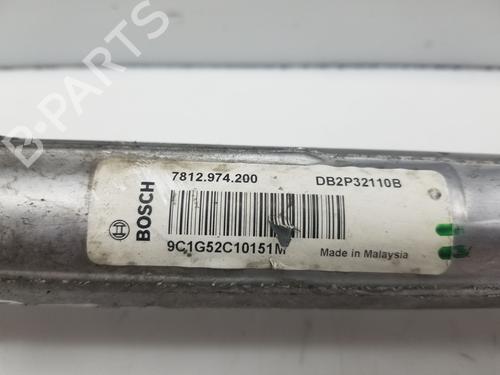 BOSCH
7812.974.200 DB2P32110B
9C1G52C10151M Made in Malaysia
B-PARTS